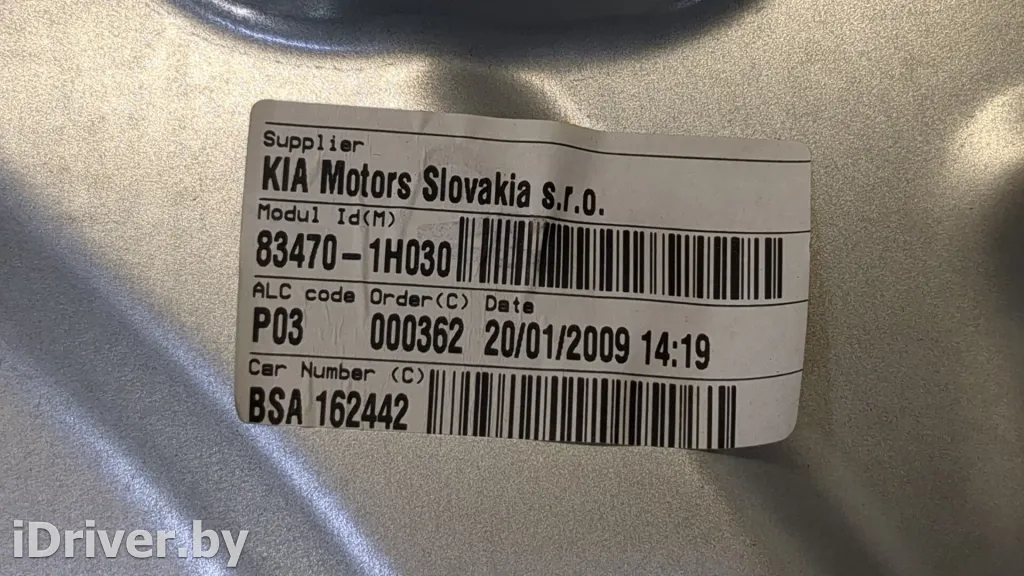 Supplier
KIA Motors Slovakia s.r.o.
Modul Id(M)
83470-1H030
ALC code Order(C) Date
P03 000362 20/01/2009 14:19
Car Number (C)
BSA 162442
iDriver.by